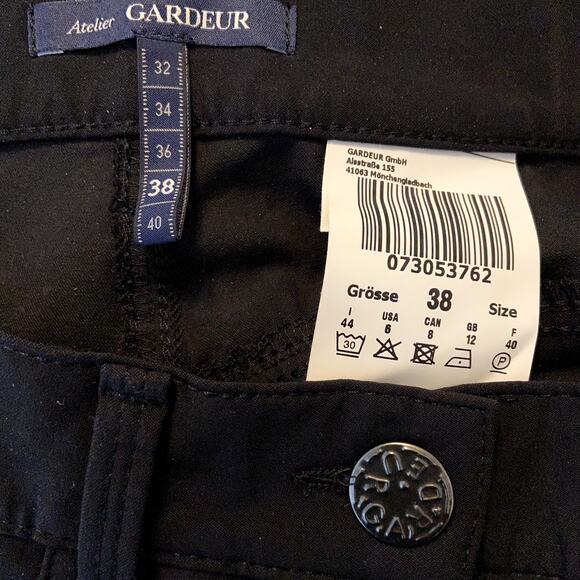 Atelier GARDEUR
32
34
36
38
40
GARDEUR GmbH
Alsstraße 155
41063 Mönchengladbach
073053762
Grösse 38 Size
I USA CAN GB F
44 6 8 12 40
30
P
GARDEUR